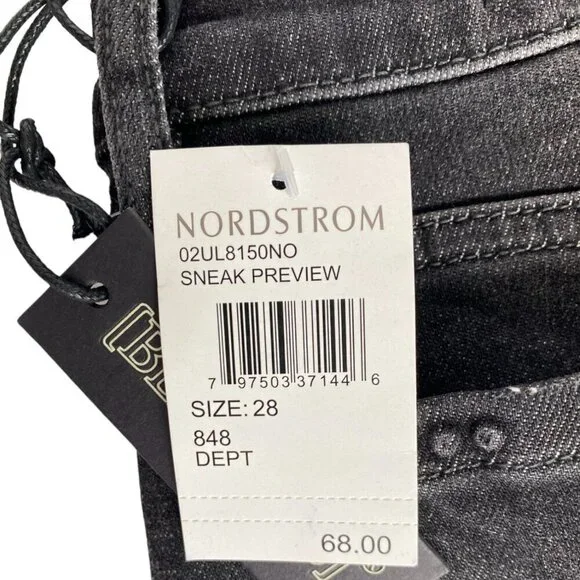 NORDSTROM
02UL8150NO
SNEAK PREVIEW
7 97503 37144 6
SIZE: 28
848
DEPT
68.00